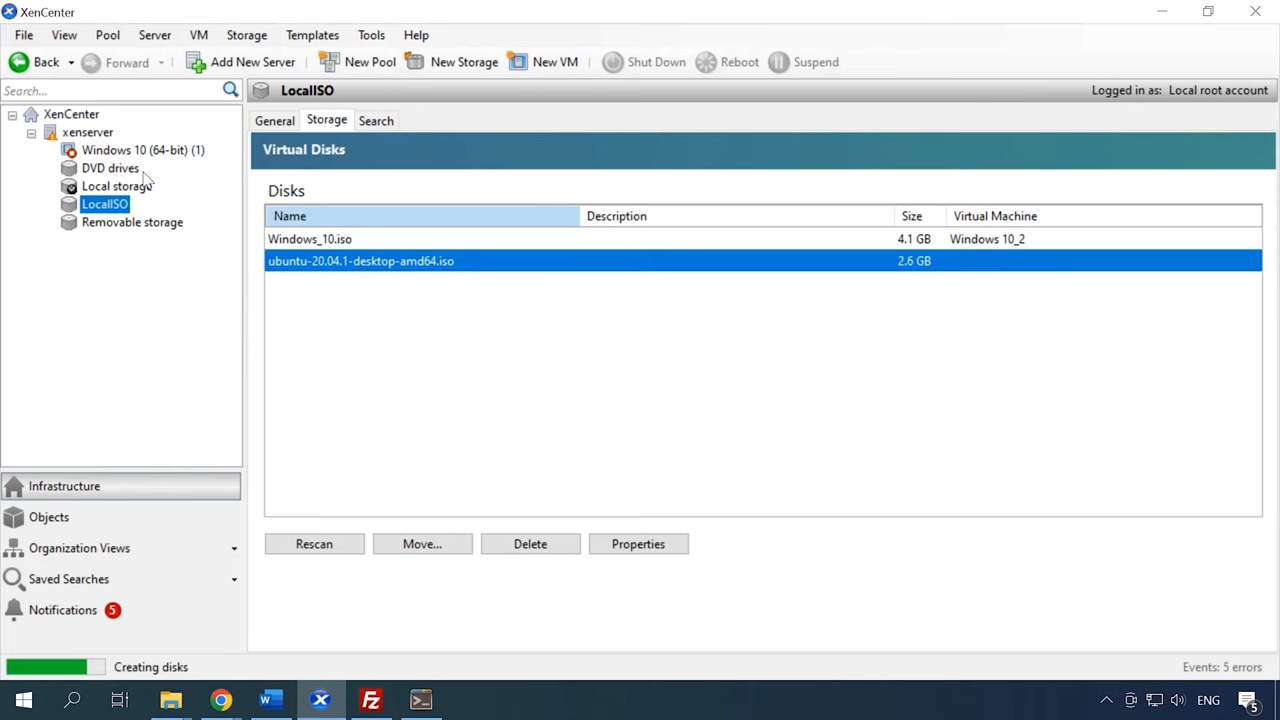 XenCenter
File View Pool Server VM Storage Templates Tools Help
Back Forward Add New Server New Pool New Storage New VM Shut Down Reboot Suspend
Search...
LocalISO Logged in as: Local root account
XenCenter
xenserver
Windows 10 (64-bit) (1)
DVD drives
Local storage
LocalISO
Removable storage
General Storage Search
Virtual Disks
Disks
Name Description Size Virtual Machine
Windows_10.iso 4.1 GB Windows 10_2
ubuntu-20.04.1-desktop-amd64.iso 2.6 GB
Rescan Move... Delete Properties
Infrastructure
Objects
Organization Views
Saved Searches
Notifications 5
Creating disks Events: 5 errors
W X FZ ENG 5